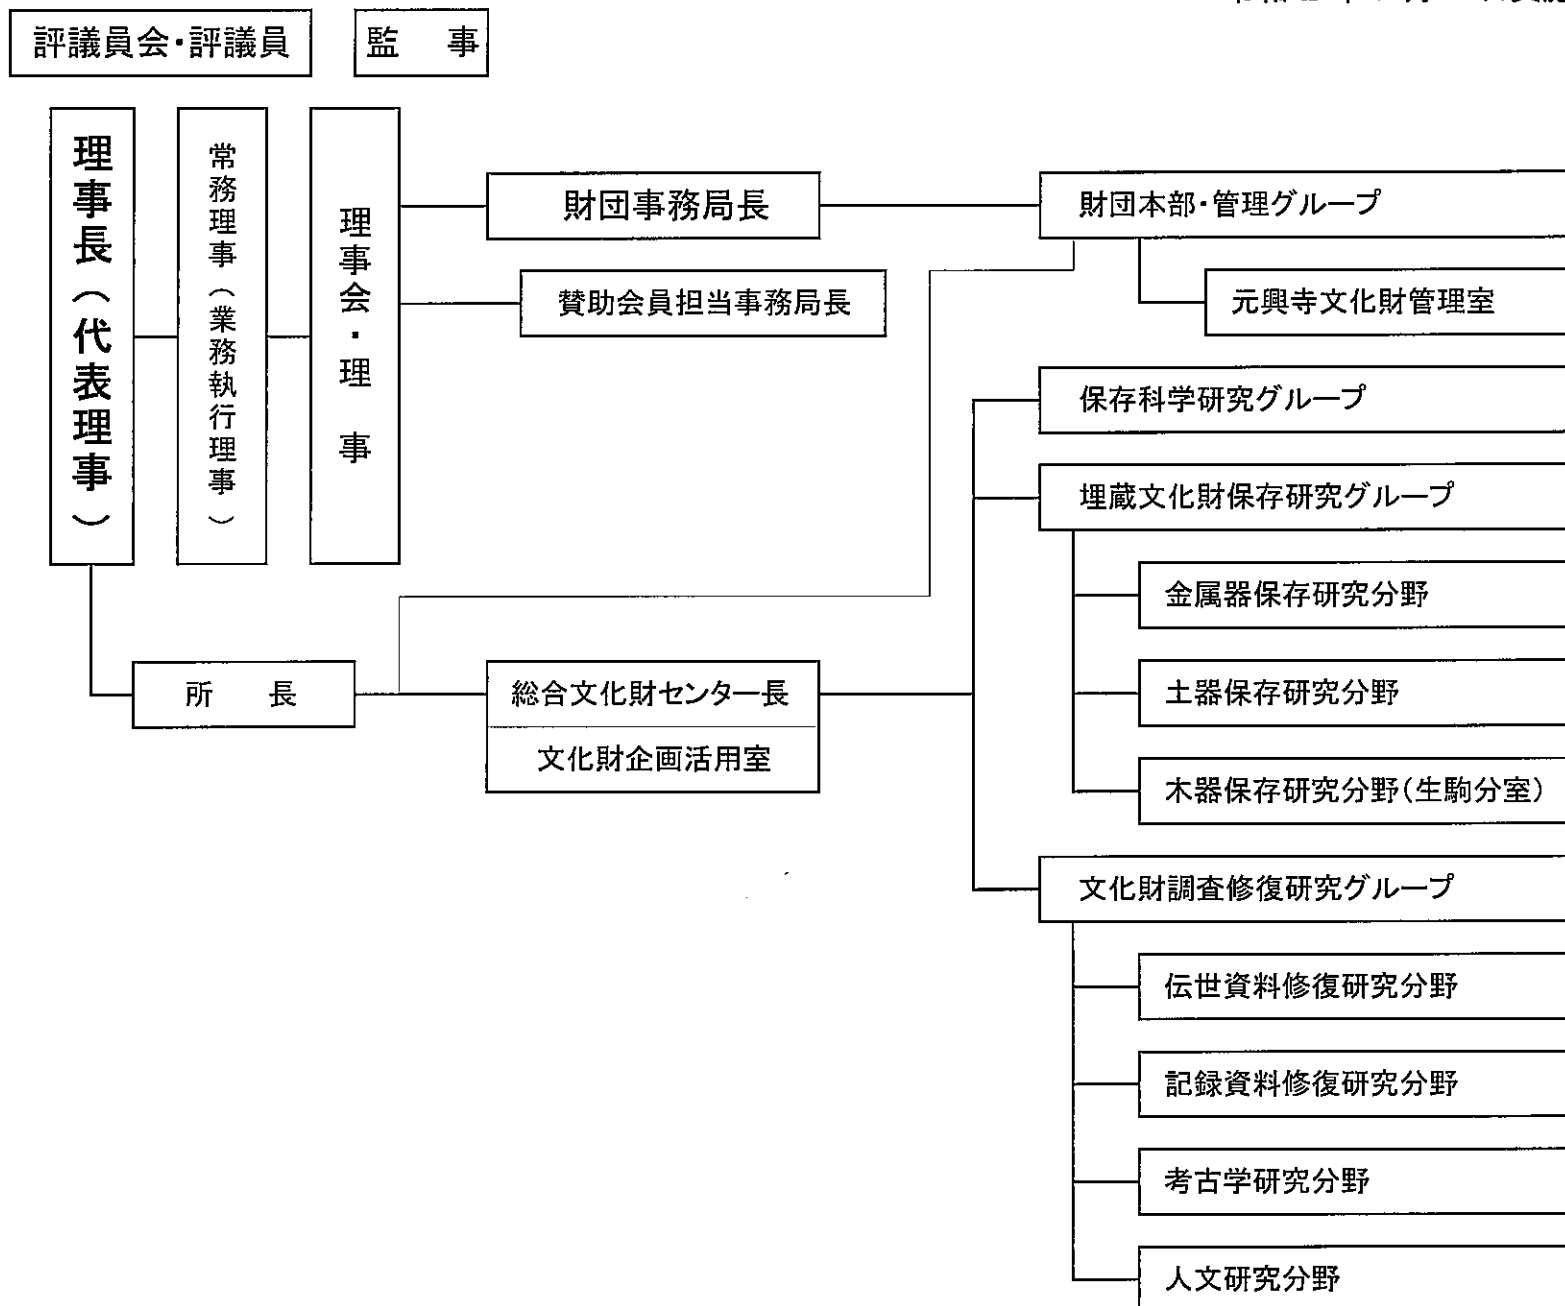 評議員会・評議員
監　事
理事長（代表理事）
常務理事（業務執行理事）
理事会・理　事
財団事務局長
賛助会員担当事務局長
財団本部・管理グループ
元興寺文化財管理室
保存科学研究グループ
埋蔵文化財保存研究グループ
金属器保存研究分野
土器保存研究分野
木器保存研究分野（生駒分室）
所　長
総合文化財センター長
文化財企画活用室
文化財調査修復研究グループ
伝世資料修復研究分野
記録資料修復研究分野
考古学研究分野
人文研究分野